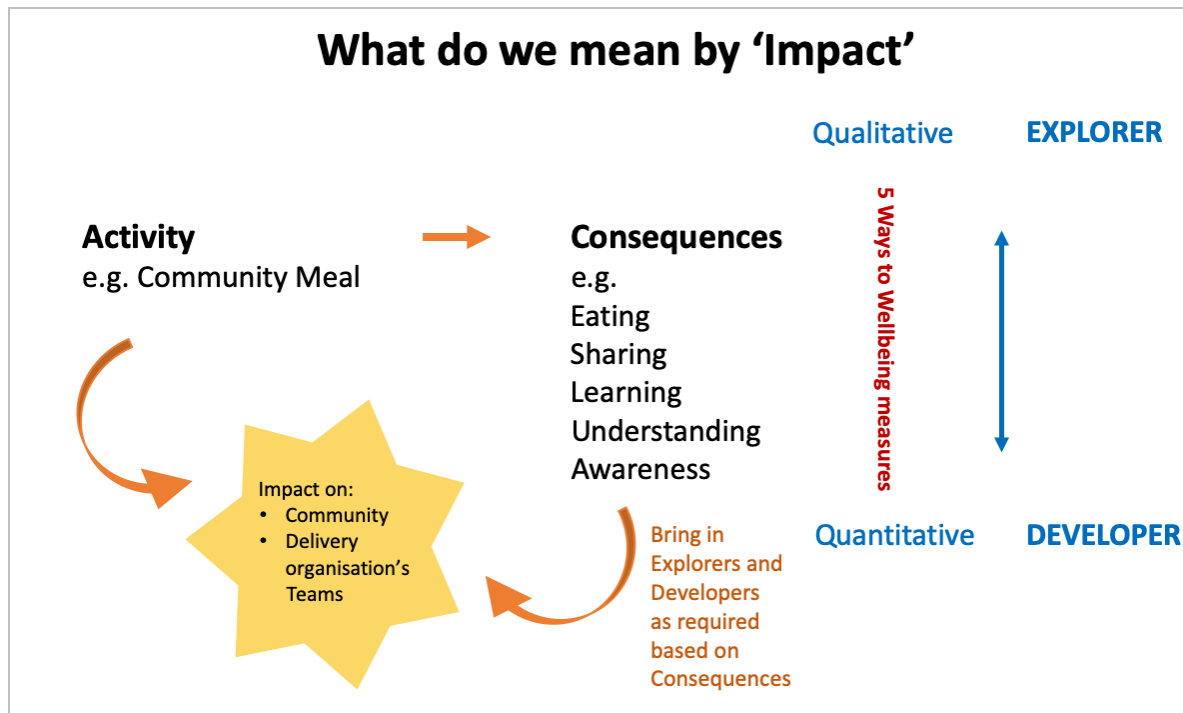 What do we mean by ‘Impact’
Qualitative
EXPLORER
Activity
e.g. Community Meal
Consequences
e.g.
Eating
Sharing
Learning
Understanding
Awareness
5 Ways to Wellbeing measures
Impact on:
• Community
• Delivery
organisation’s
Teams
Bring in
Explorers and
Developers
as required
based on
Consequences
Quantitative
DEVELOPER